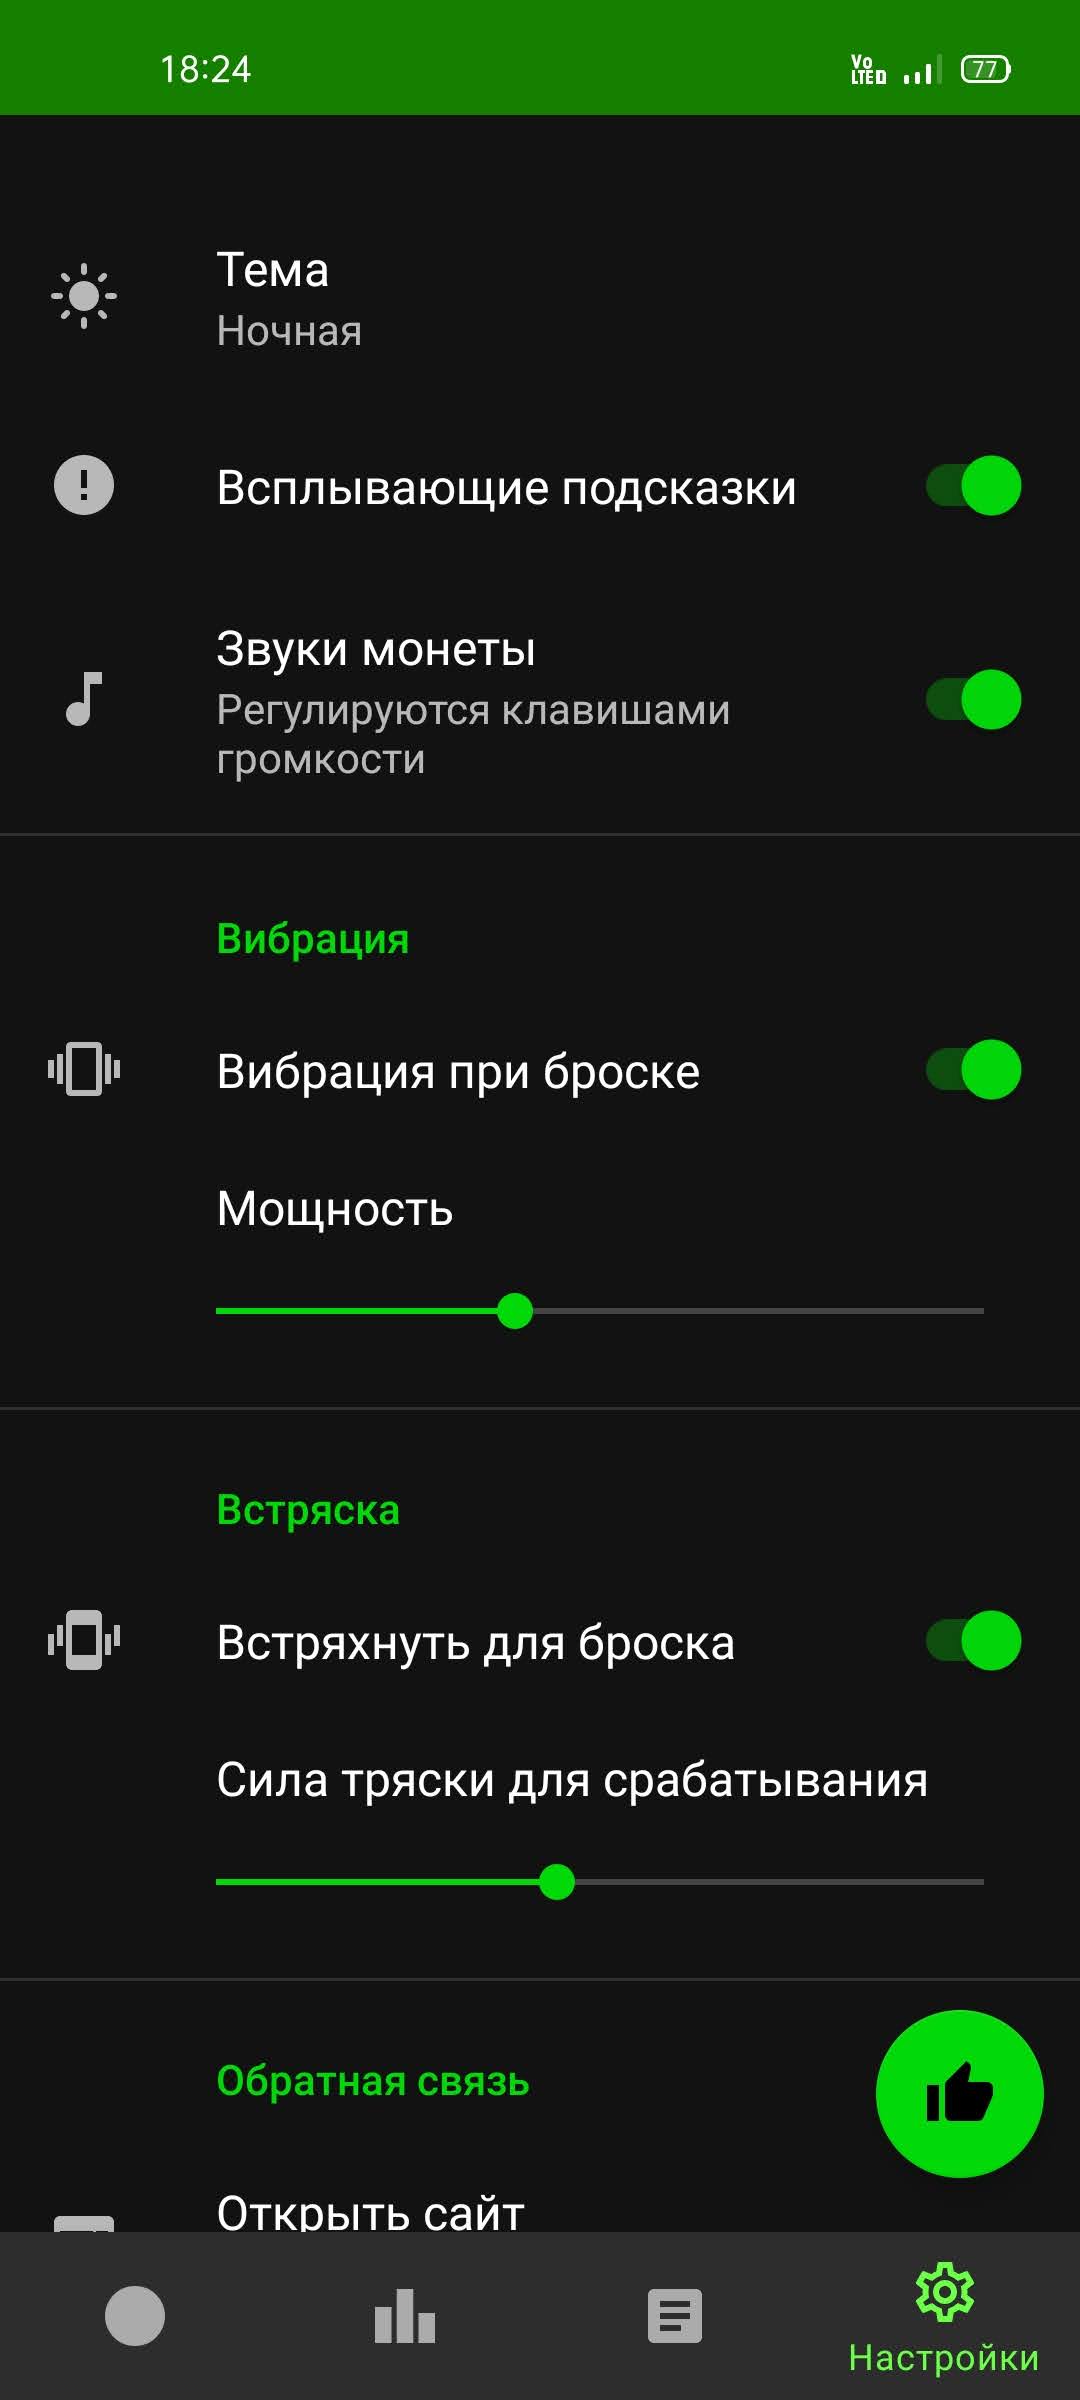 18:24
Vo
LTED
77
Тема
Ночная
Всплывающие подсказки
Звуки монеты
Регулируются клавишами
громкости
Вибрация
Вибрация при броске
Мощность
Встряска
Встряхнуть для броска
Сила тряски для срабатывания
Обратная связь
Открыть сайт
Настройки